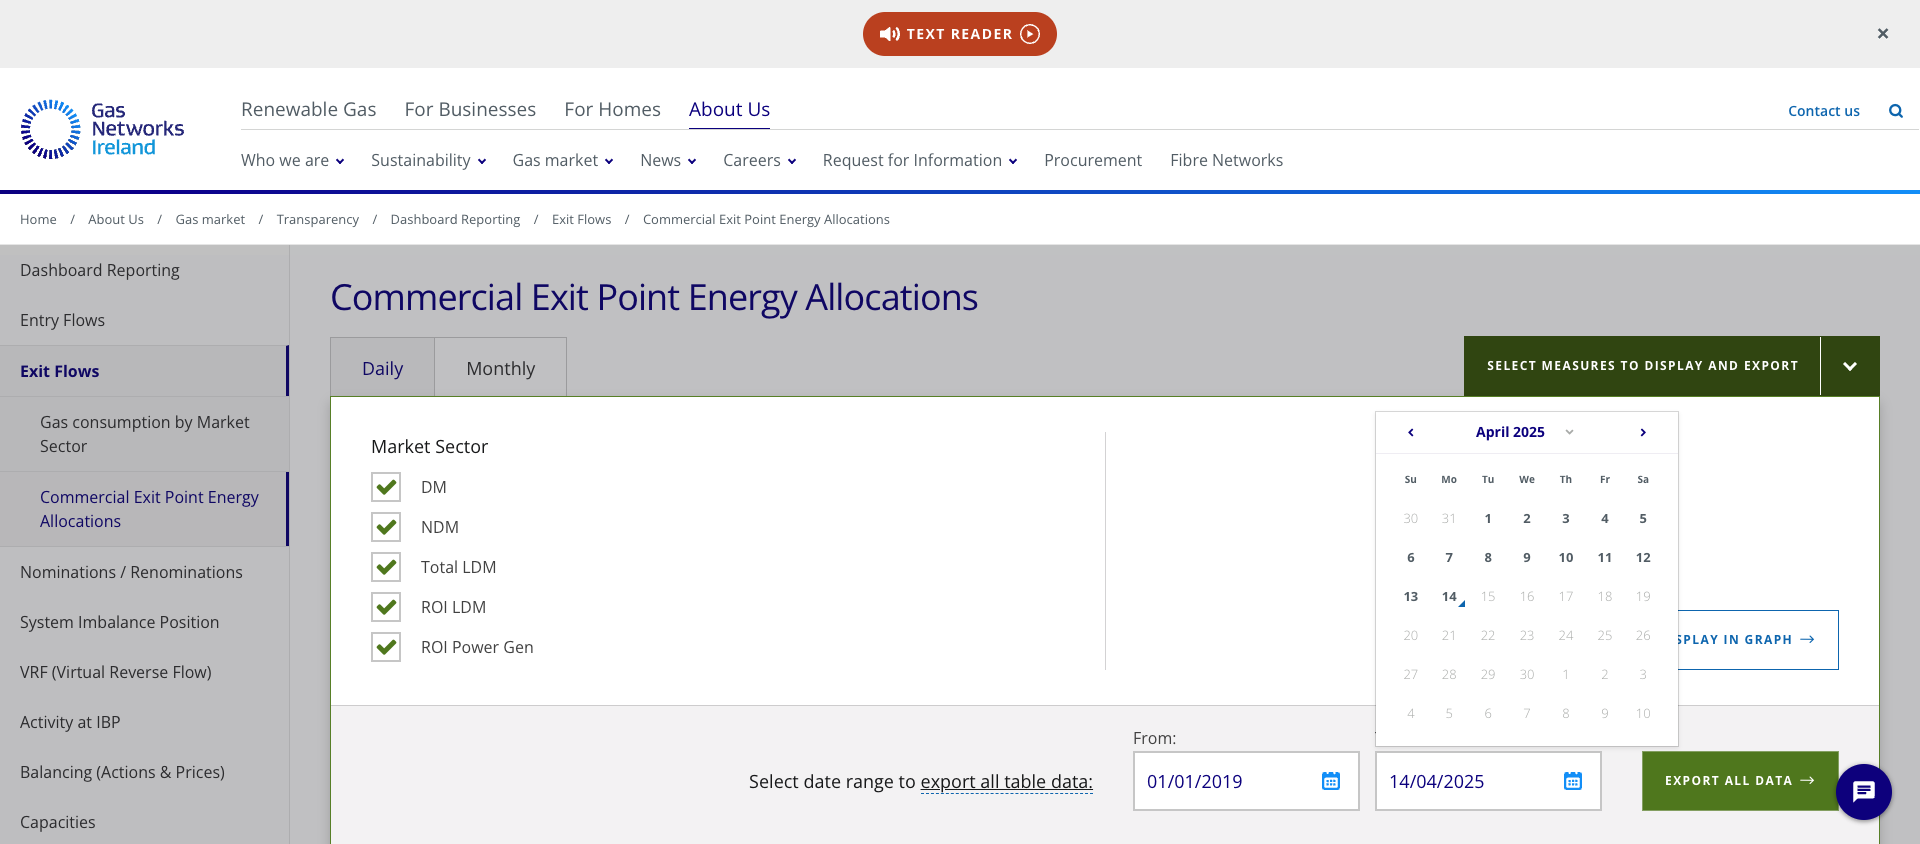 TEXT READER
×
Gas
Networks
Ireland
Renewable Gas For Businesses For Homes About Us
Contact us
Who we are Sustainability Gas market News Careers Request for Information Procurement Fibre Networks
Home / About Us / Gas market / Transparency / Dashboard Reporting / Exit Flows / Commercial Exit Point Energy Allocations
Dashboard Reporting
Entry Flows
Exit Flows
Gas consumption by Market
Sector
Commercial Exit Point Energy
Allocations
Nominations / Renominations
System Imbalance Position
VRF (Virtual Reverse Flow)
Activity at IBP
Balancing (Actions & Prices)
Capacities
Commercial Exit Point Energy Allocations
Daily Monthly
SELECT MEASURES TO DISPLAY AND EXPORT
Market Sector
DM
NDM
Total LDM
ROI LDM
ROI Power Gen
April 2025
Su Mo Tu We Th Fr Sa
30 31 1 2 3 4 5
6 7 8 9 10 11 12
13 14 15 16 17 18 19
20 21 22 23 24 25 26
27 28 29 30 1 2 3
4 5 6 7 8 9 10
SPLAY IN GRAPH
From:
Select date range to export all table data:
01/01/2019
14/04/2025
EXPORT ALL DATA